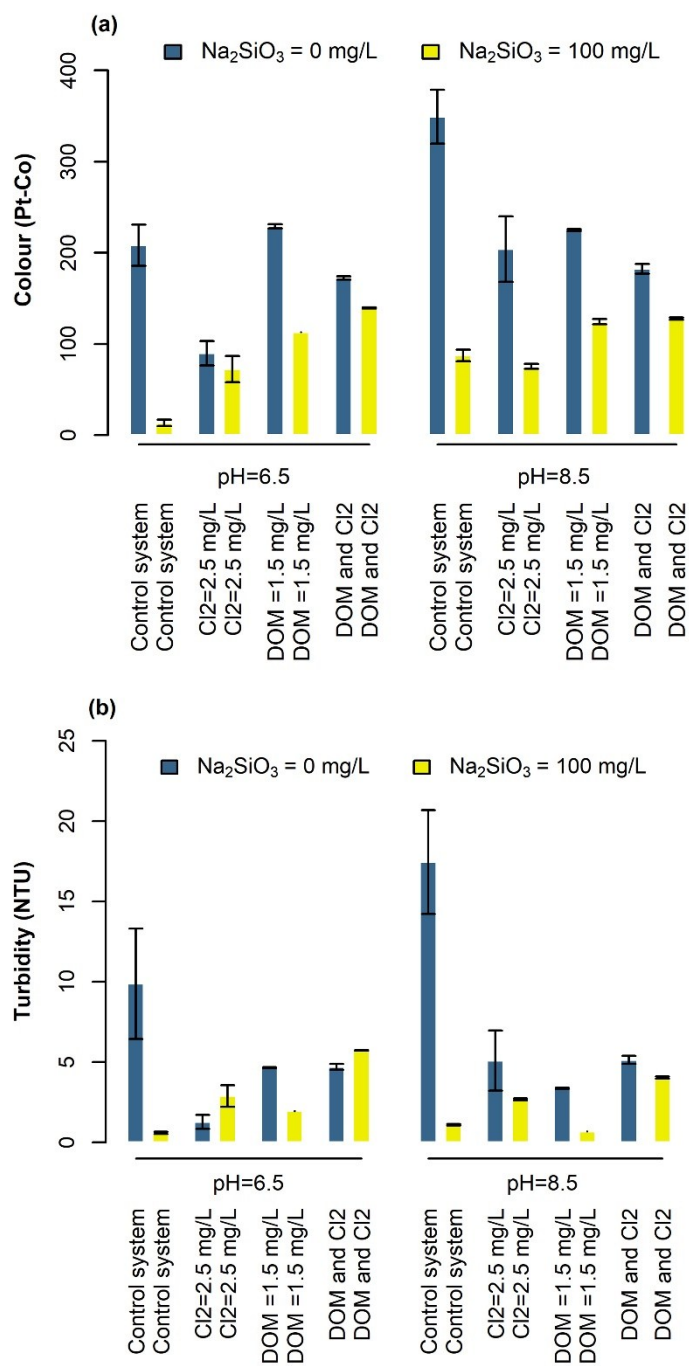 (a)
Na₂SiO₃ = 0 mg/L Na₂SiO₃ = 100 mg/L
Colour (Pt-Co)
400
300
200
100
0
pH=6.5 pH=8.5
Control system
Control system
Cl2=2.5 mg/L
Cl2=2.5 mg/L
DOM =1.5 mg/L
DOM =1.5 mg/L
DOM and Cl2
DOM and Cl2
Control system
Control system
Cl2=2.5 mg/L
Cl2=2.5 mg/L
DOM =1.5 mg/L
DOM =1.5 mg/L
DOM and Cl2
DOM and Cl2
(b)
Na₂SiO₃ = 0 mg/L Na₂SiO₃ = 100 mg/L
Turbidity (NTU)
25
20
15
10
5
0
pH=6.5 pH=8.5
Control system
Control system
Cl2=2.5 mg/L
Cl2=2.5 mg/L
DOM =1.5 mg/L
DOM =1.5 mg/L
DOM and Cl2
DOM and Cl2
Control system
Control system
Cl2=2.5 mg/L
Cl2=2.5 mg/L
DOM =1.5 mg/L
DOM =1.5 mg/L
DOM and Cl2
DOM and Cl2